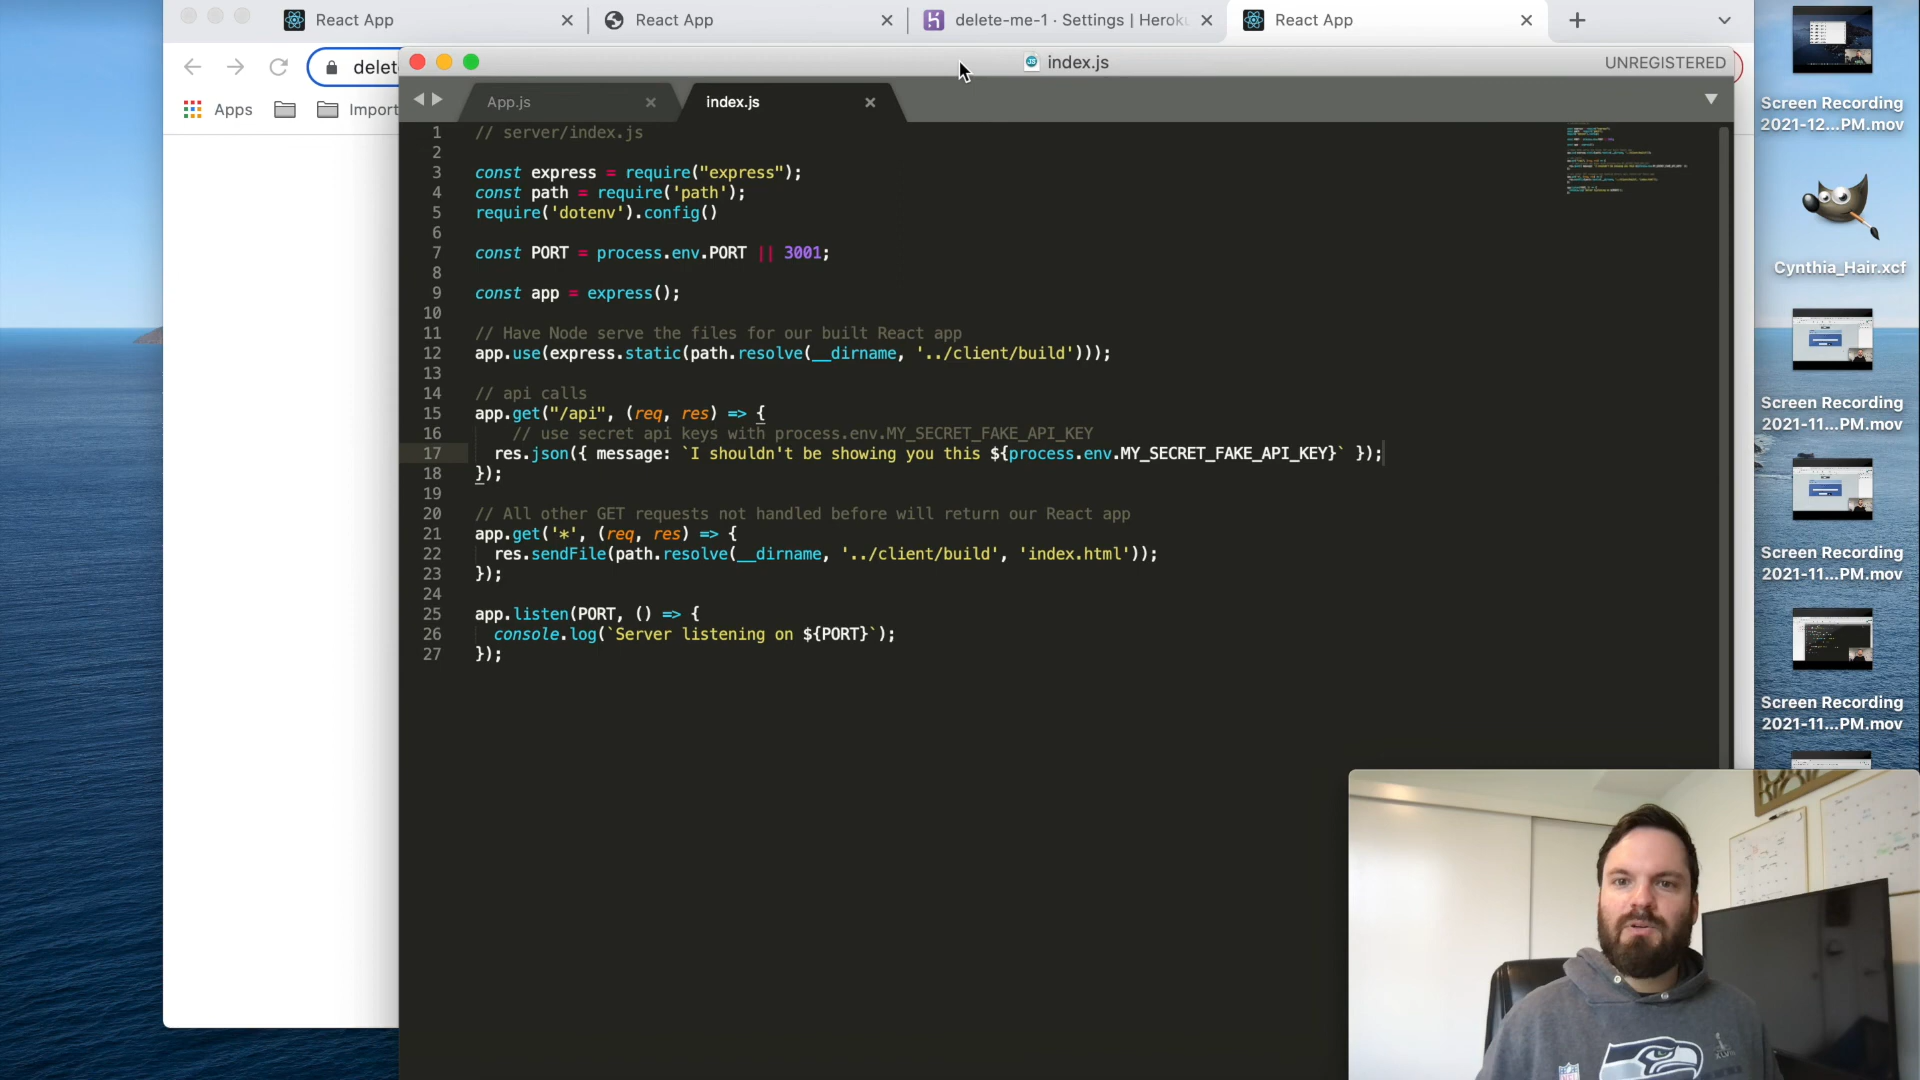 React App
React App
delete-me-1 · Settings | Heroku
React App
delet
index.js
UNREGISTERED
Apps
Import
App.js
index.js
1 // server/index.js
2
3 const express = require("express");
4 const path = require('path');
5 require('dotenv').config()
6
7 const PORT = process.env.PORT || 3001;
8
9 const app = express();
10
11 // Have Node serve the files for our built React app
12 app.use(express.static(path.resolve(__dirname, '../client/build')));
13
14 // api calls
15 app.get("/api", (req, res) => {
16 // use secret api keys with process.env.MY_SECRET_FAKE_API_KEY
17 res.json({ message: `I shouldn't be showing you this ${process.env.MY_SECRET_FAKE_API_KEY}` });
18 });
19
20 // All other GET requests not handled before will return our React app
21 app.get('*', (req, res) => {
22 res.sendFile(path.resolve(__dirname, '../client/build', 'index.html'));
23 });
24
25 app.listen(PORT, () => {
26 console.log(`Server listening on ${PORT}`);
27 });
Screen Recording
2021-12...PM.mov
Cynthia_Hair.xcf
Screen Recording
2021-11...PM.mov
Screen Recording
2021-11...PM.mov
Screen Recording
2021-11...PM.mov
NFL